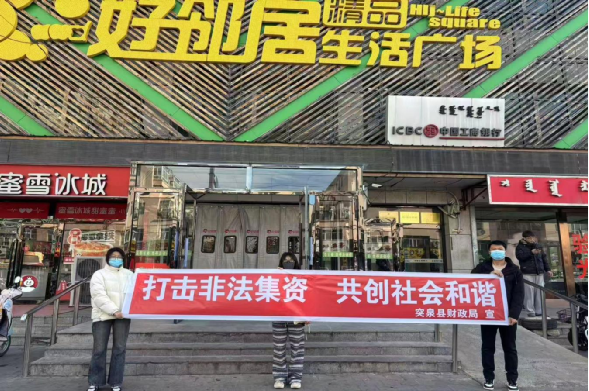 好邻居精品生活广场
Hlj~Life
square
ICBC 中国工商银行
蜜雪冰城
打击非法集资 共创社会和谐
突泉县财政局 宣